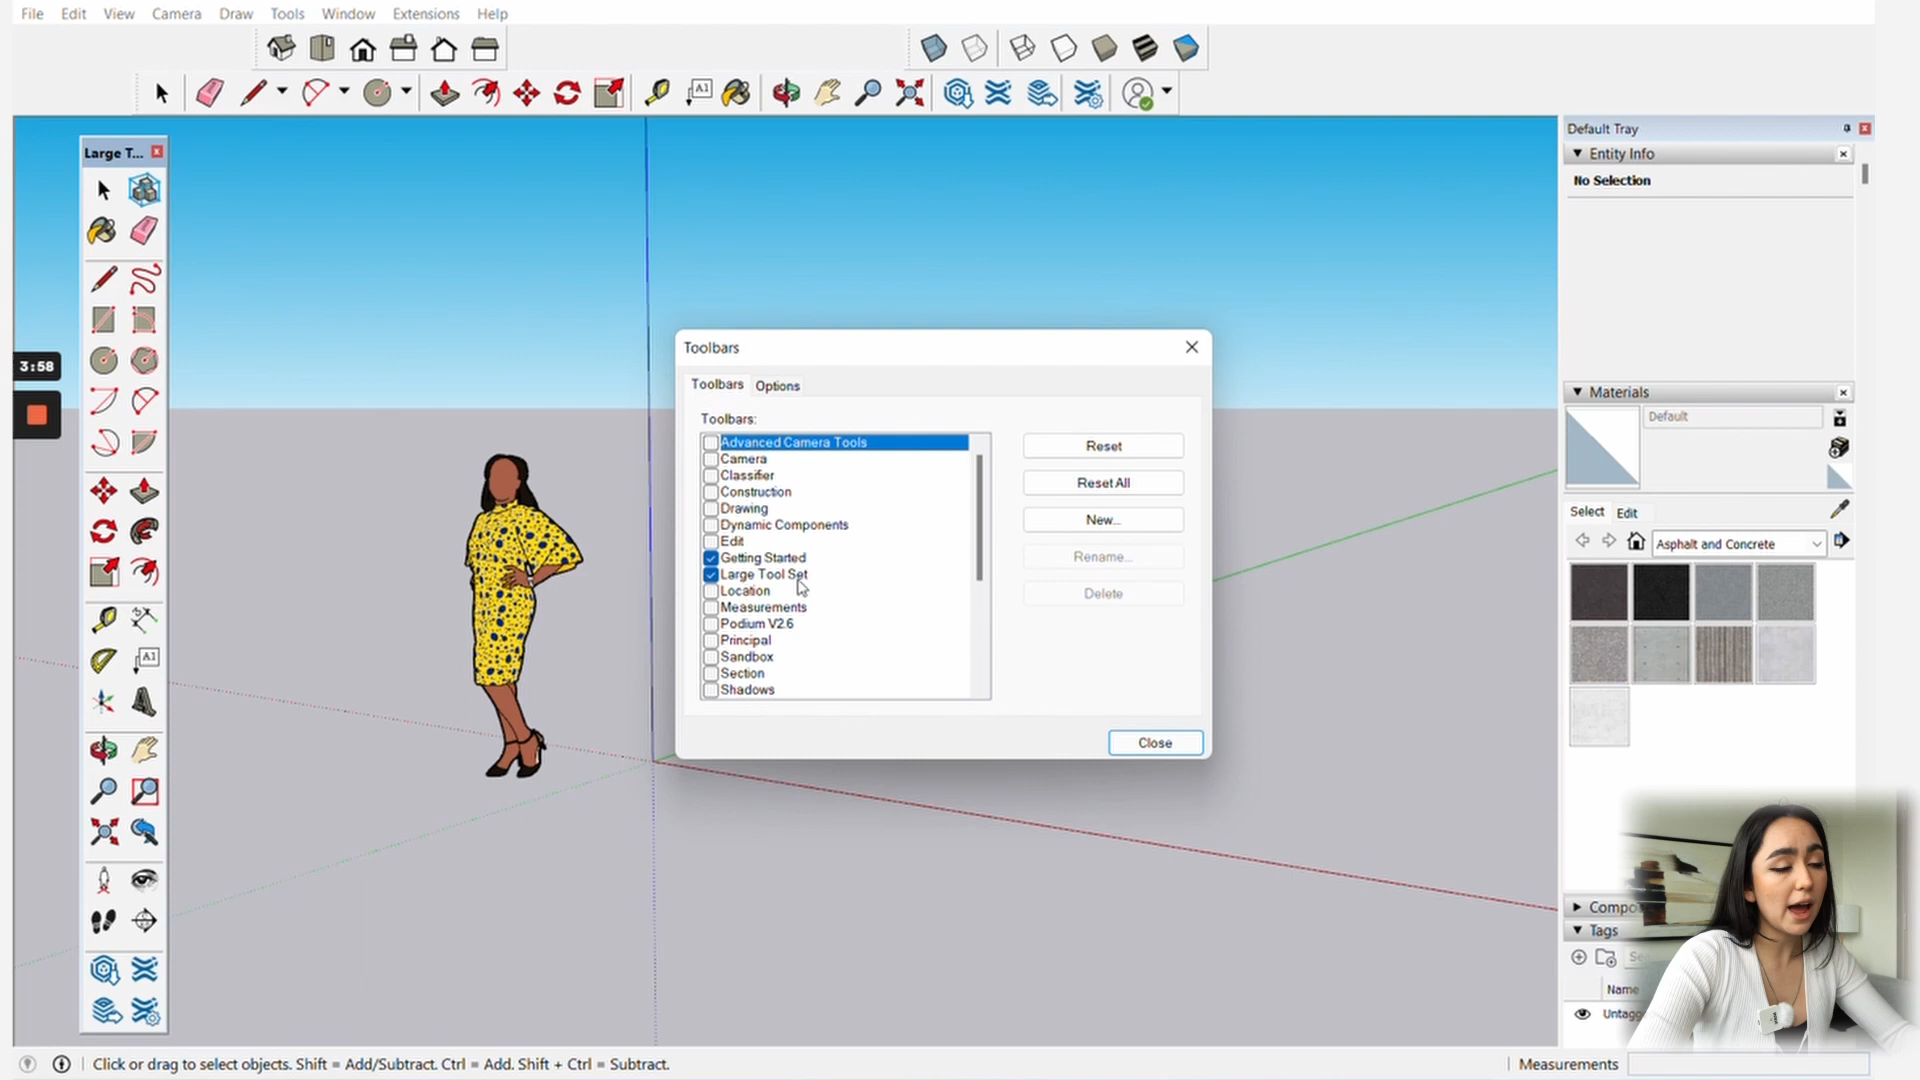 File Edit View Camera Draw Tools Window Extensions Help
A1
Large T...
3:58
A1
Toolbars
Toolbars Options
Toolbars:
Advanced Camera Tools
Camera
Classifier
Construction
Drawing
Dynamic Components
Edit
Getting Started
Large Tool Set
Location
Measurements
Podium V2.6
Principal
Sandbox
Section
Shadows
Reset
Reset All
New...
Rename...
Delete
Close
Default Tray
Entity Info
No Selection
Materials
Default
Select Edit
Asphalt and Concrete
Compo
Tags
Se
Name
Untagg
Click or drag to select objects. Shift = Add/Subtract. Ctrl = Add. Shift + Ctrl = Subtract.
Measurements